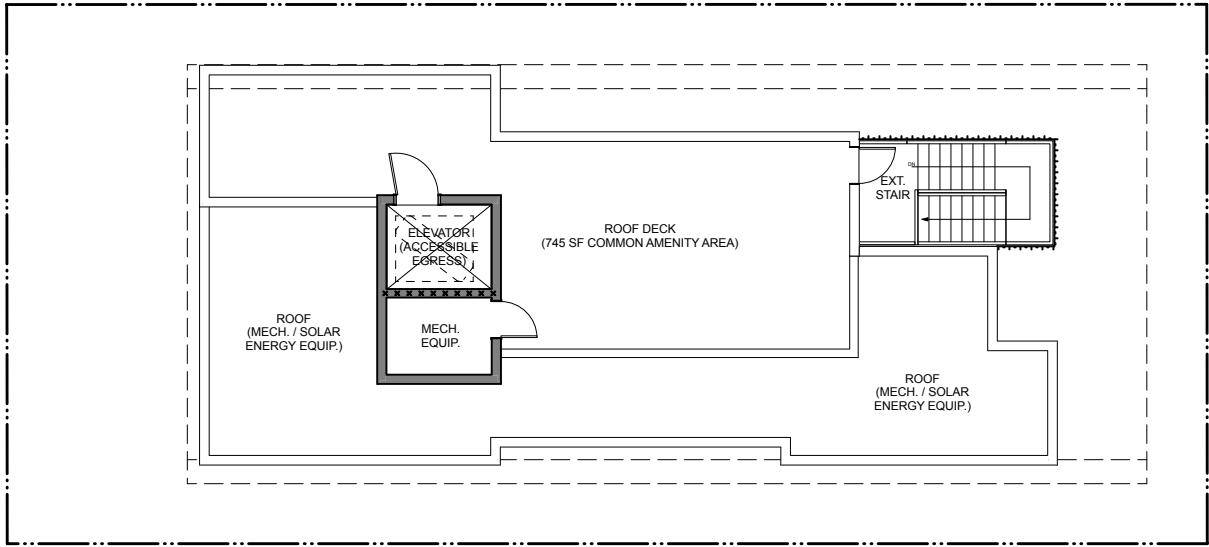 DN
EXT.
STAIR
ROOF DECK
(745 SF COMMON AMENITY AREA)
ELEVATOR
(ACCESSIBLE
EGRESS)
MECH.
EQUIP.
ROOF
(MECH. / SOLAR
ENERGY EQUIP.)
ROOF
(MECH. / SOLAR
ENERGY EQUIP.)